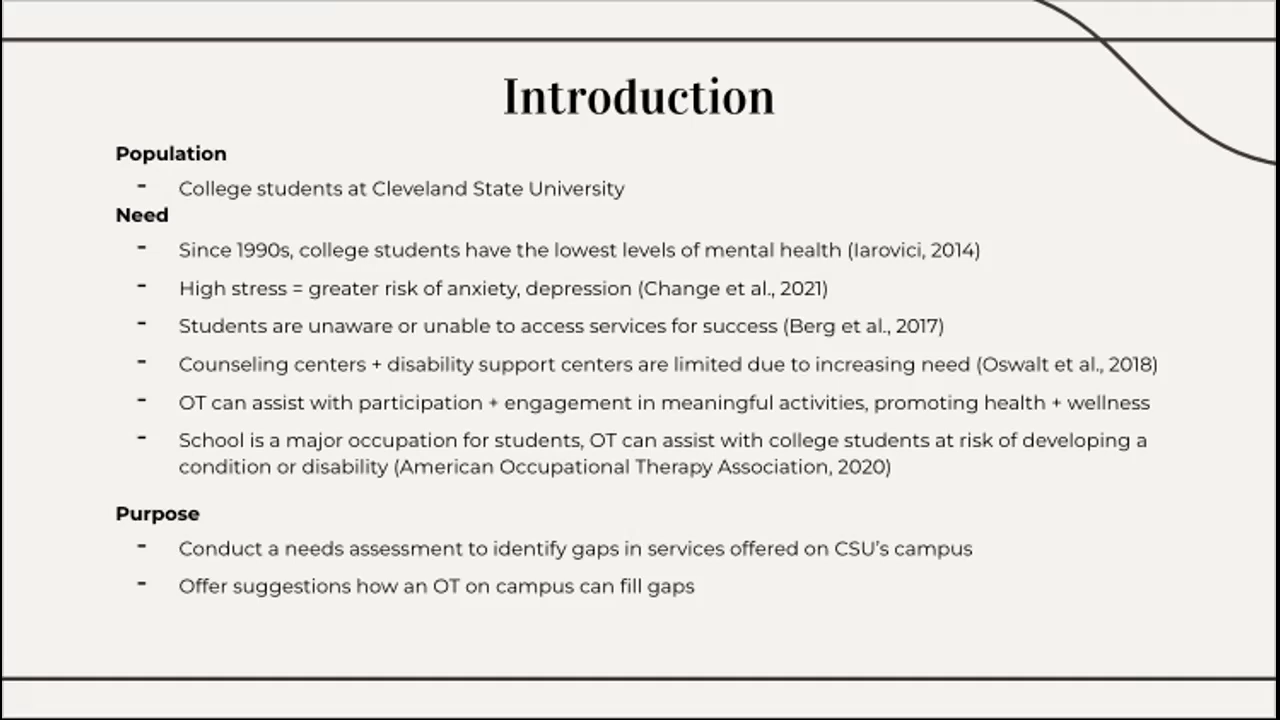 Introduction
Population
- College students at Cleveland State University
Need
- Since 1990s, college students have the lowest levels of mental health (Iarovici, 2014)
- High stress = greater risk of anxiety, depression (Change et al., 2021)
- Students are unaware or unable to access services for success (Berg et al., 2017)
- Counseling centers + disability support centers are limited due to increasing need (Oswalt et al., 2018)
- OT can assist with participation + engagement in meaningful activities, promoting health + wellness
- School is a major occupation for students, OT can assist with college students at risk of developing a
condition or disability (American Occupational Therapy Association, 2020)
Purpose
- Conduct a needs assessment to identify gaps in services offered on CSU’s campus
- Offer suggestions how an OT on campus can fill gaps